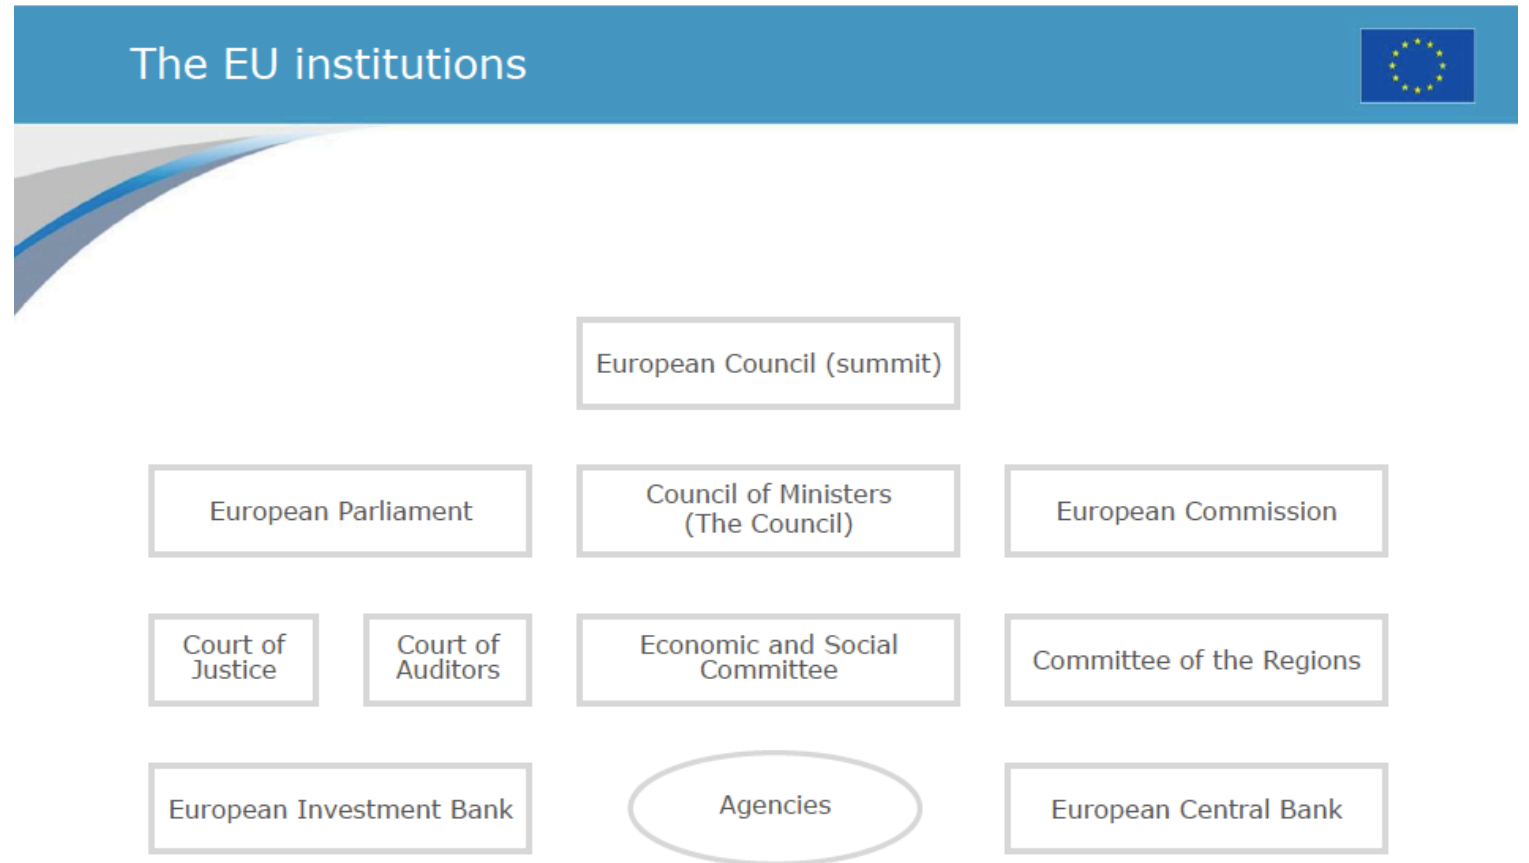 The EU institutions
European Council (summit)
European Parliament
Council of Ministers
(The Council)
European Commission
Court of
Justice
Court of
Auditors
Economic and Social
Committee
Committee of the Regions
European Investment Bank
Agencies
European Central Bank